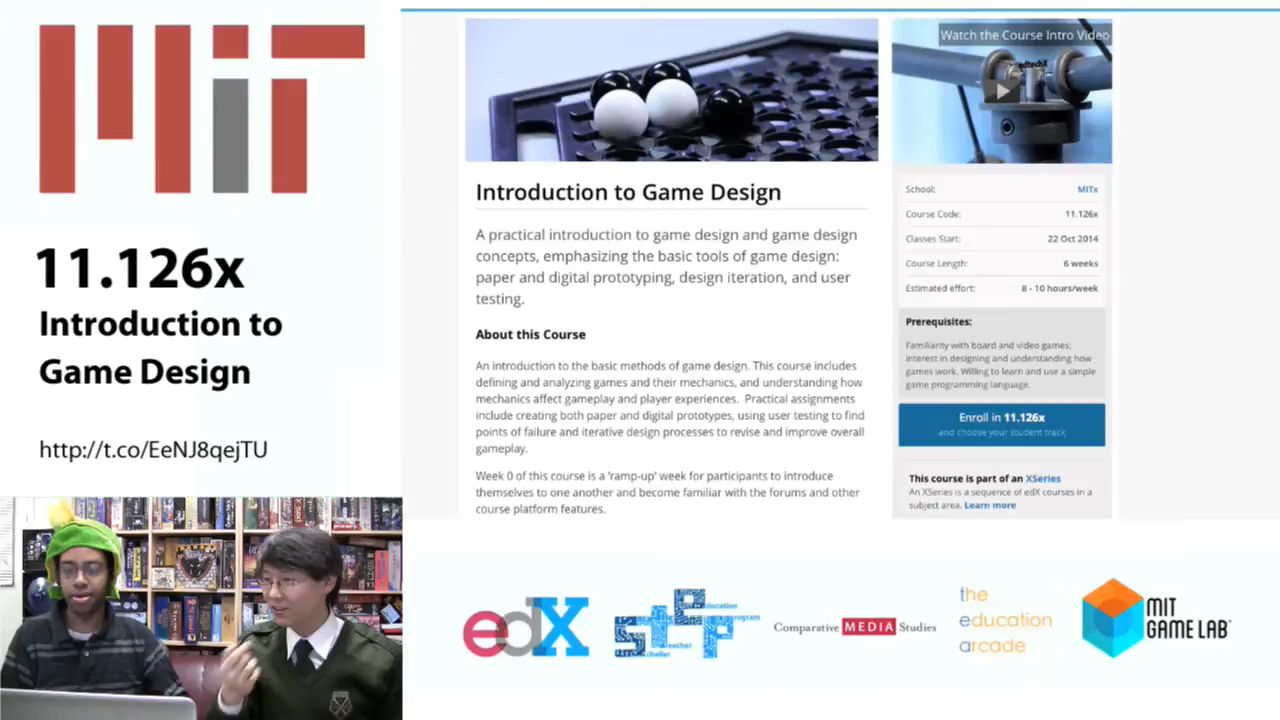 MIT
11.126x
Introduction to
Game Design
http://t.co/EeNJ8qejTU
Introduction to Game Design
A practical introduction to game design and game design
concepts, emphasizing the basic tools of game design:
paper and digital prototyping, design iteration, and user
testing.
About this Course
An introduction to the basic methods of game design. This course includes
defining and analyzing games and their mechanics, and understanding how
mechanics affect gameplay and player experiences. Practical assignments
include creating both paper and digital prototypes, using user testing to find
points of failure and iterative design processes to revise and improve overall
gameplay.
Week 0 of this course is a 'ramp-up' week for participants to introduce
themselves to one another and become familiar with the forums and other
course platform features.
Watch the Course Intro Video
edtechX
School: MITx
Course Code: 11.126x
Classes Start: 22 Oct 2014
Course Length: 6 weeks
Estimated effort: 8 - 10 hours/week
Prerequisites:
Familiarity with board and video games;
interest in designing and understanding how
games work. Willing to learn and use a simple
game programming language.
Enroll in 11.126x
and choose your student track
This course is part of an XSeries
An XSeries is a sequence of edX courses in a
subject area. Learn more
edX
step
education
program
teacher
scheller
Comparative MEDIA Studies
the
education
arcade
MIT
GAME LAB